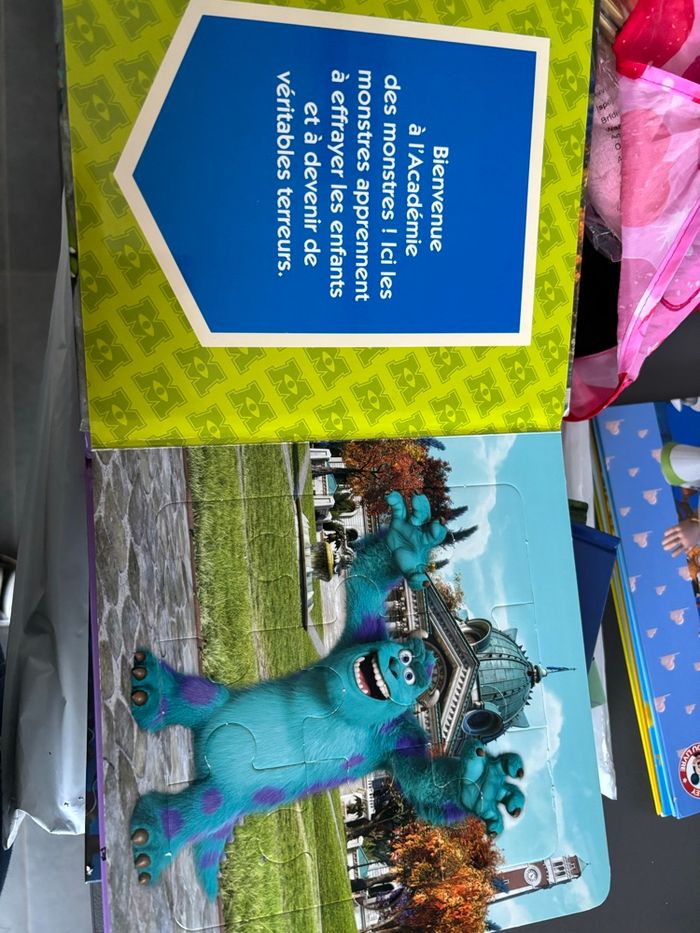 Bienvenue
à l'Académie
des monstres ! Ici les
monstres apprennent
à effrayer les enfants
et à devenir de
véritables terreurs.